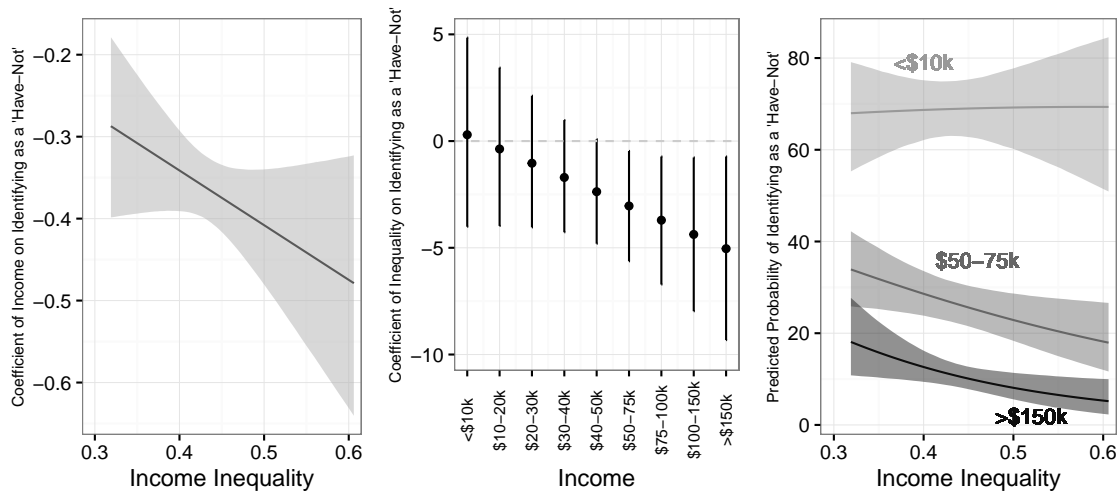 Coefficient of Income on Identifying as a 'Have−Not'
−0.2
−0.3
−0.4
−0.5
−0.6
0.3 0.4 0.5 0.6
Income Inequality
Coefficient of Inequality on Identifying as a 'Have−Not'
5
0
−5
−10
<$10k
$10−20k
$20−30k
$30−40k
$40−50k
$50−75k
$75−100k
$100−150k
>$150k
Income
Predicted Probability of Identifying as a 'Have−Not'
80
60
40
20
0
<$10k
$50−75k
>$150k
0.3 0.4 0.5 0.6
Income Inequality